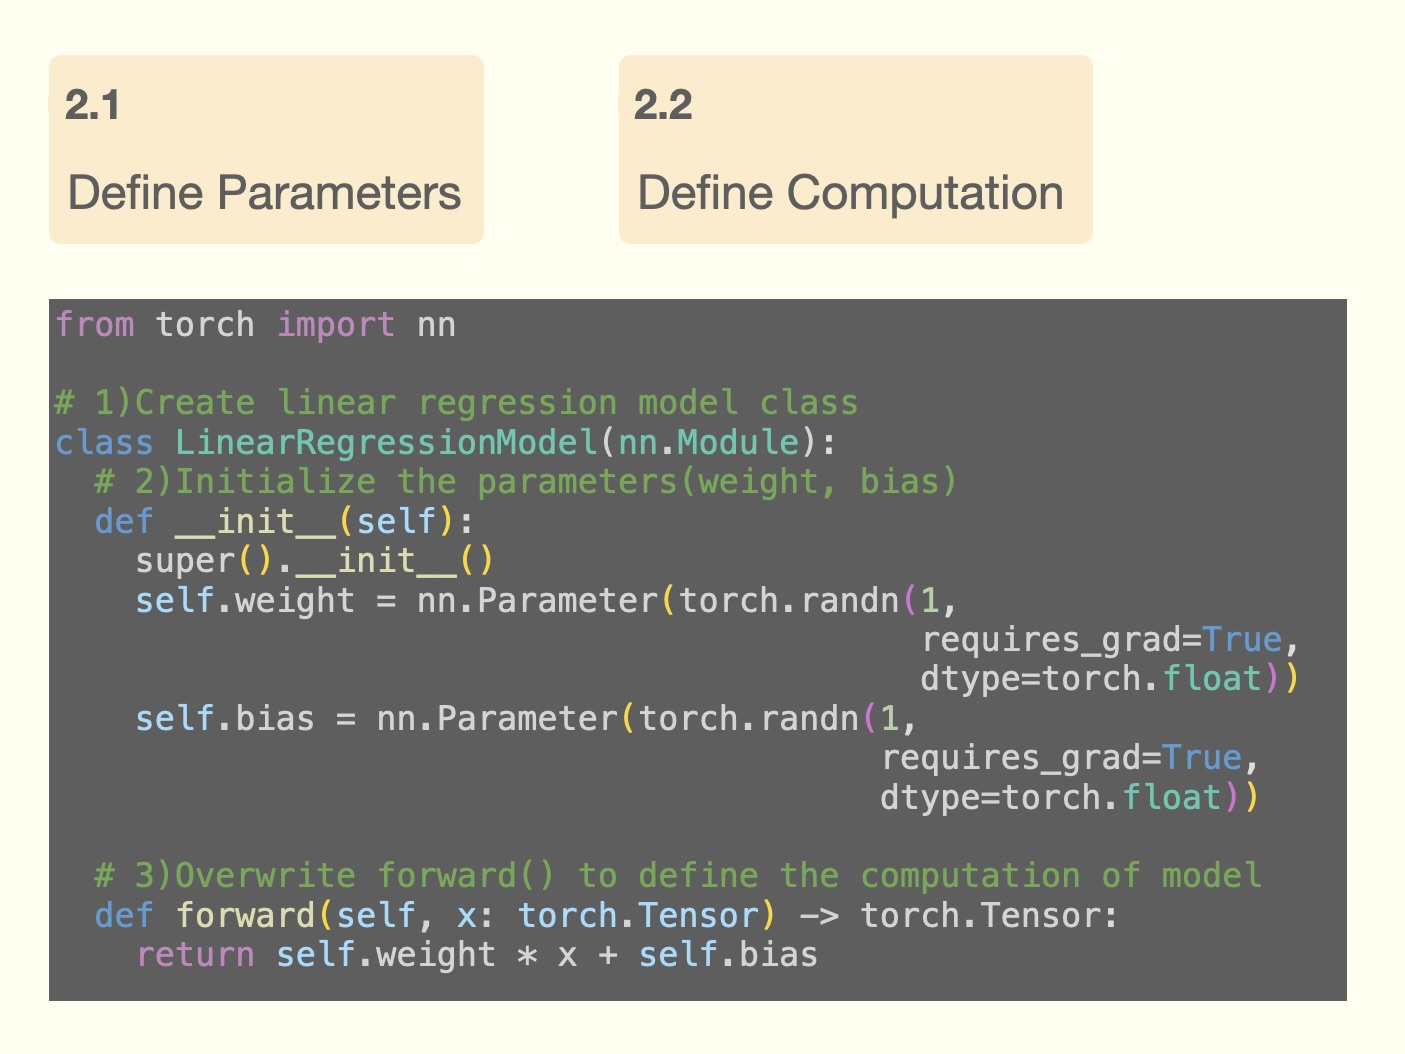 2.1
Define Parameters
2.2
Define Computation
from torch import nn
# 1)Create linear regression model class
class LinearRegressionModel(nn.Module):
  # 2)Initialize the parameters(weight, bias)
  def __init__(self):
    super().__init__()
    self.weight = nn.Parameter(torch.randn(1,
                                           requires_grad=True,
                                           dtype=torch.float))
    self.bias = nn.Parameter(torch.randn(1,
                                         requires_grad=True,
                                         dtype=torch.float))
  # 3)Overwrite forward() to define the computation of model
  def forward(self, x: torch.Tensor) -> torch.Tensor:
    return self.weight * x + self.bias